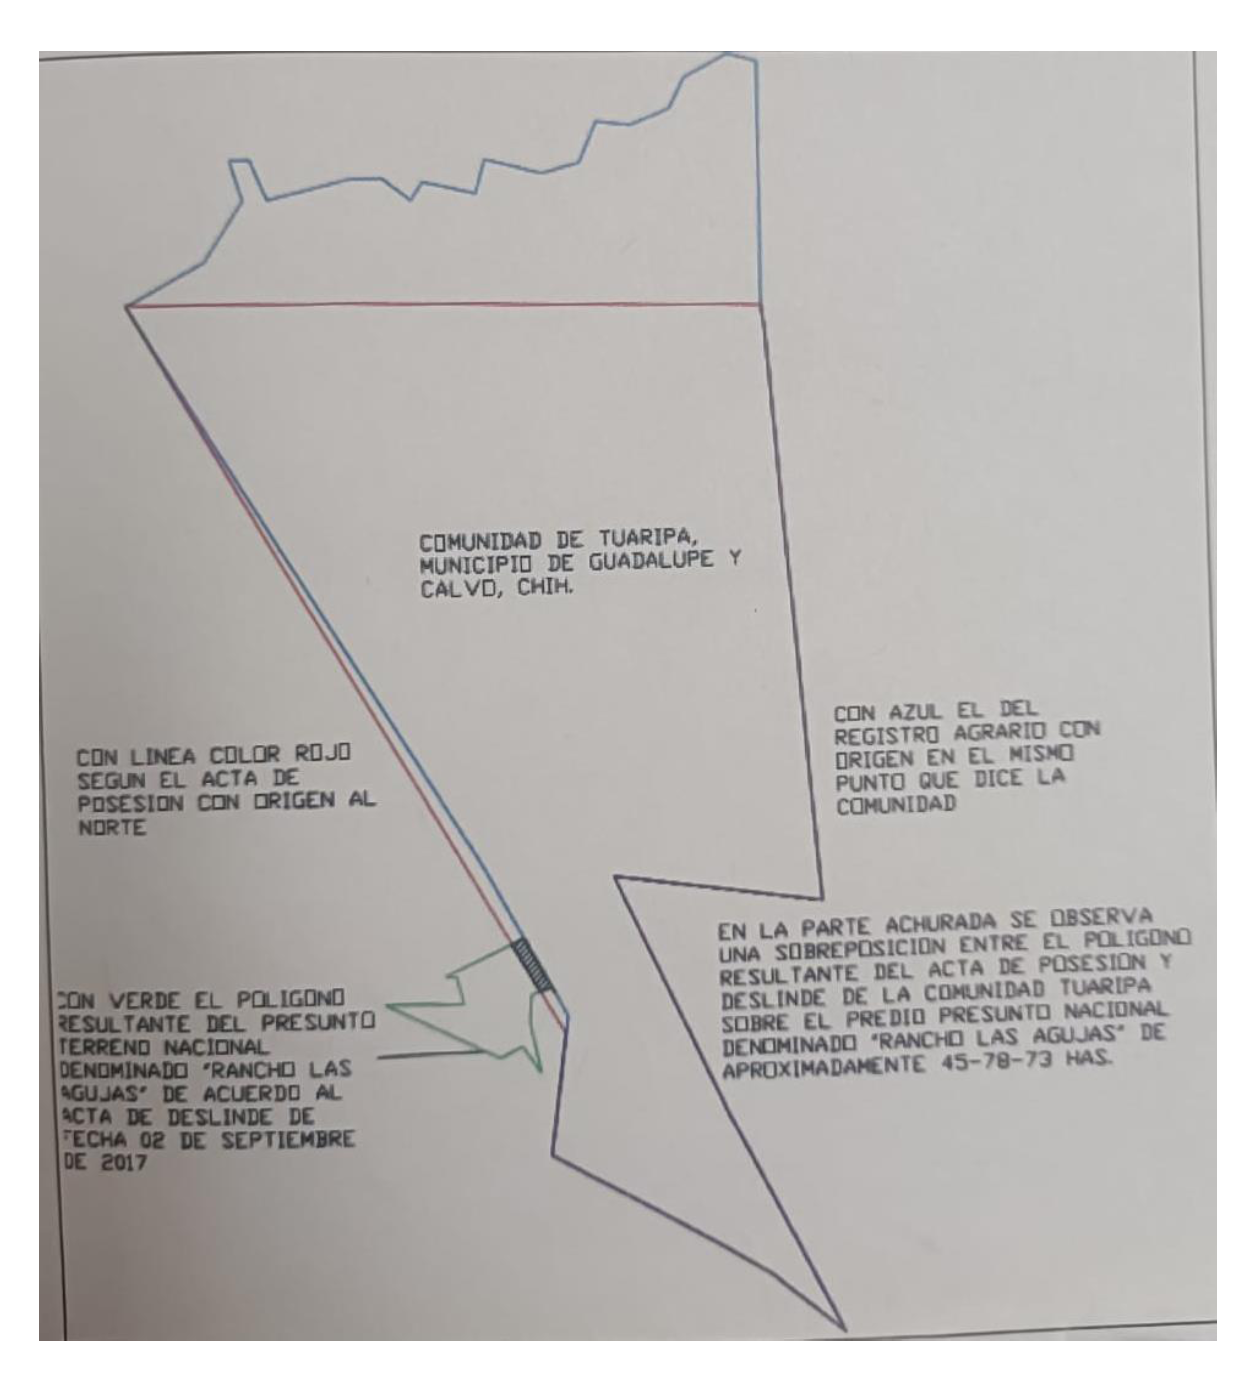 COMUNIDAD DE TUARIPA,
MUNICIPIO DE GUADALUPE Y
CALVO, CHIH.
CON AZUL EL DEL
REGISTRO AGRARIO CON
ORIGEN EN EL MISMO
PUNTO QUE DICE LA
COMUNIDAD
CON LINEA COLOR ROJO
SEGUN EL ACTA DE
POSESION CON ORIGEN AL
NORTE
EN LA PARTE ACHURADA SE OBSERVA
UNA SOBREPOSICION ENTRE EL POLIGONO
RESULTANTE DEL ACTA DE POSESION Y
DESLINDE DE LA COMUNIDAD TUARIPA
SOBRE EL PREDIO PRESUNTO NACIONAL
DENOMINADO "RANCHO LAS AGUJAS" DE
APROXIMADAMENTE 45-78-73 HAS.
CON VERDE EL POLIGONO
RESULTANTE DEL PRESUNTO
TERRENO NACIONAL
DENOMINADO "RANCHO LAS
AGUJAS" DE ACUERDO AL
ACTA DE DESLINDE DE
FECHA 02 DE SEPTIEMBRE
DE 2017